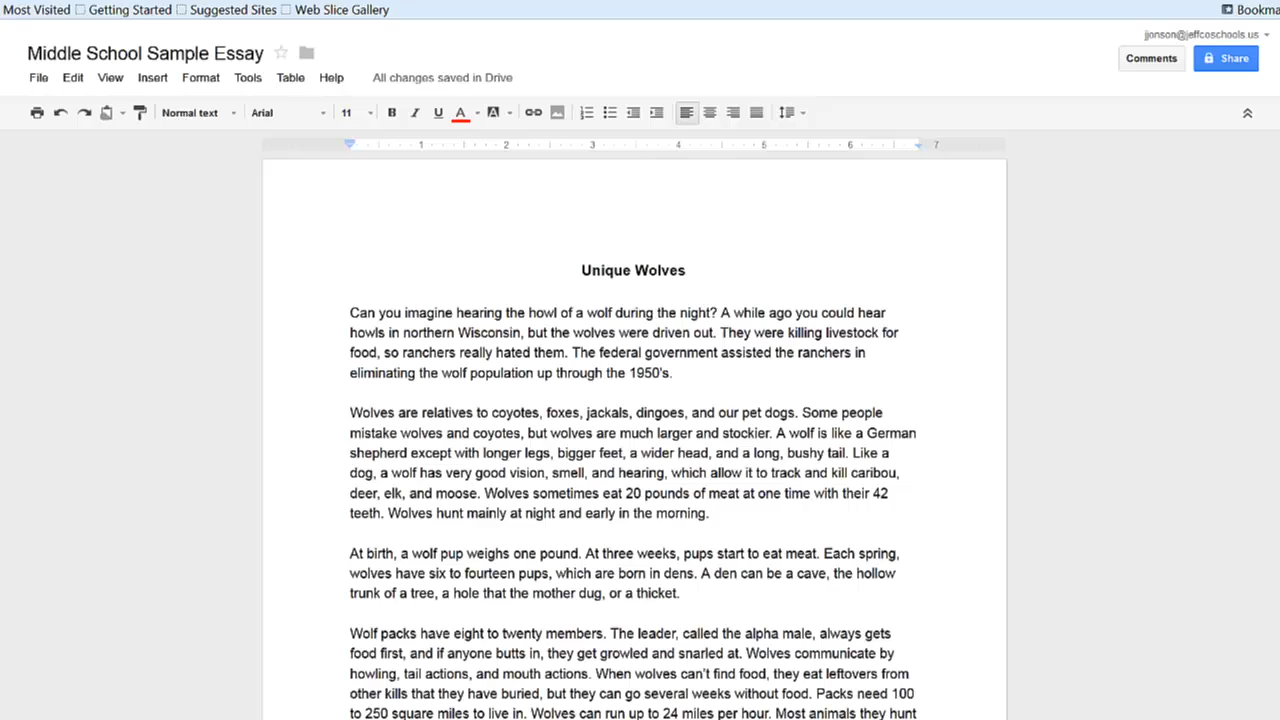 Most Visited Getting Started Suggested Sites Web Slice Gallery Bookma
jjonson@jeffcoschools.us
Middle School Sample Essay
Comments Share
File Edit View Insert Format Tools Table Help All changes saved in Drive
Normal text Arial 11 B I U A A
1 2 3 4 5 6 7
Unique Wolves
Can you imagine hearing the howl of a wolf during the night? A while ago you could hear
howls in northern Wisconsin, but the wolves were driven out. They were killing livestock for
food, so ranchers really hated them. The federal government assisted the ranchers in
eliminating the wolf population up through the 1950's.
Wolves are relatives to coyotes, foxes, jackals, dingoes, and our pet dogs. Some people
mistake wolves and coyotes, but wolves are much larger and stockier. A wolf is like a German
shepherd except with longer legs, bigger feet, a wider head, and a long, bushy tail. Like a
dog, a wolf has very good vision, smell, and hearing, which allow it to track and kill caribou,
deer, elk, and moose. Wolves sometimes eat 20 pounds of meat at one time with their 42
teeth. Wolves hunt mainly at night and early in the morning.
At birth, a wolf pup weighs one pound. At three weeks, pups start to eat meat. Each spring,
wolves have six to fourteen pups, which are born in dens. A den can be a cave, the hollow
trunk of a tree, a hole that the mother dug, or a thicket.
Wolf packs have eight to twenty members. The leader, called the alpha male, always gets
food first, and if anyone butts in, they get growled and snarled at. Wolves communicate by
howling, tail actions, and mouth actions. When wolves can't find food, they eat leftovers from
other kills that they have buried, but they can go several weeks without food. Packs need 100
to 250 square miles to live in. Wolves can run up to 24 miles per hour. Most animals they hunt